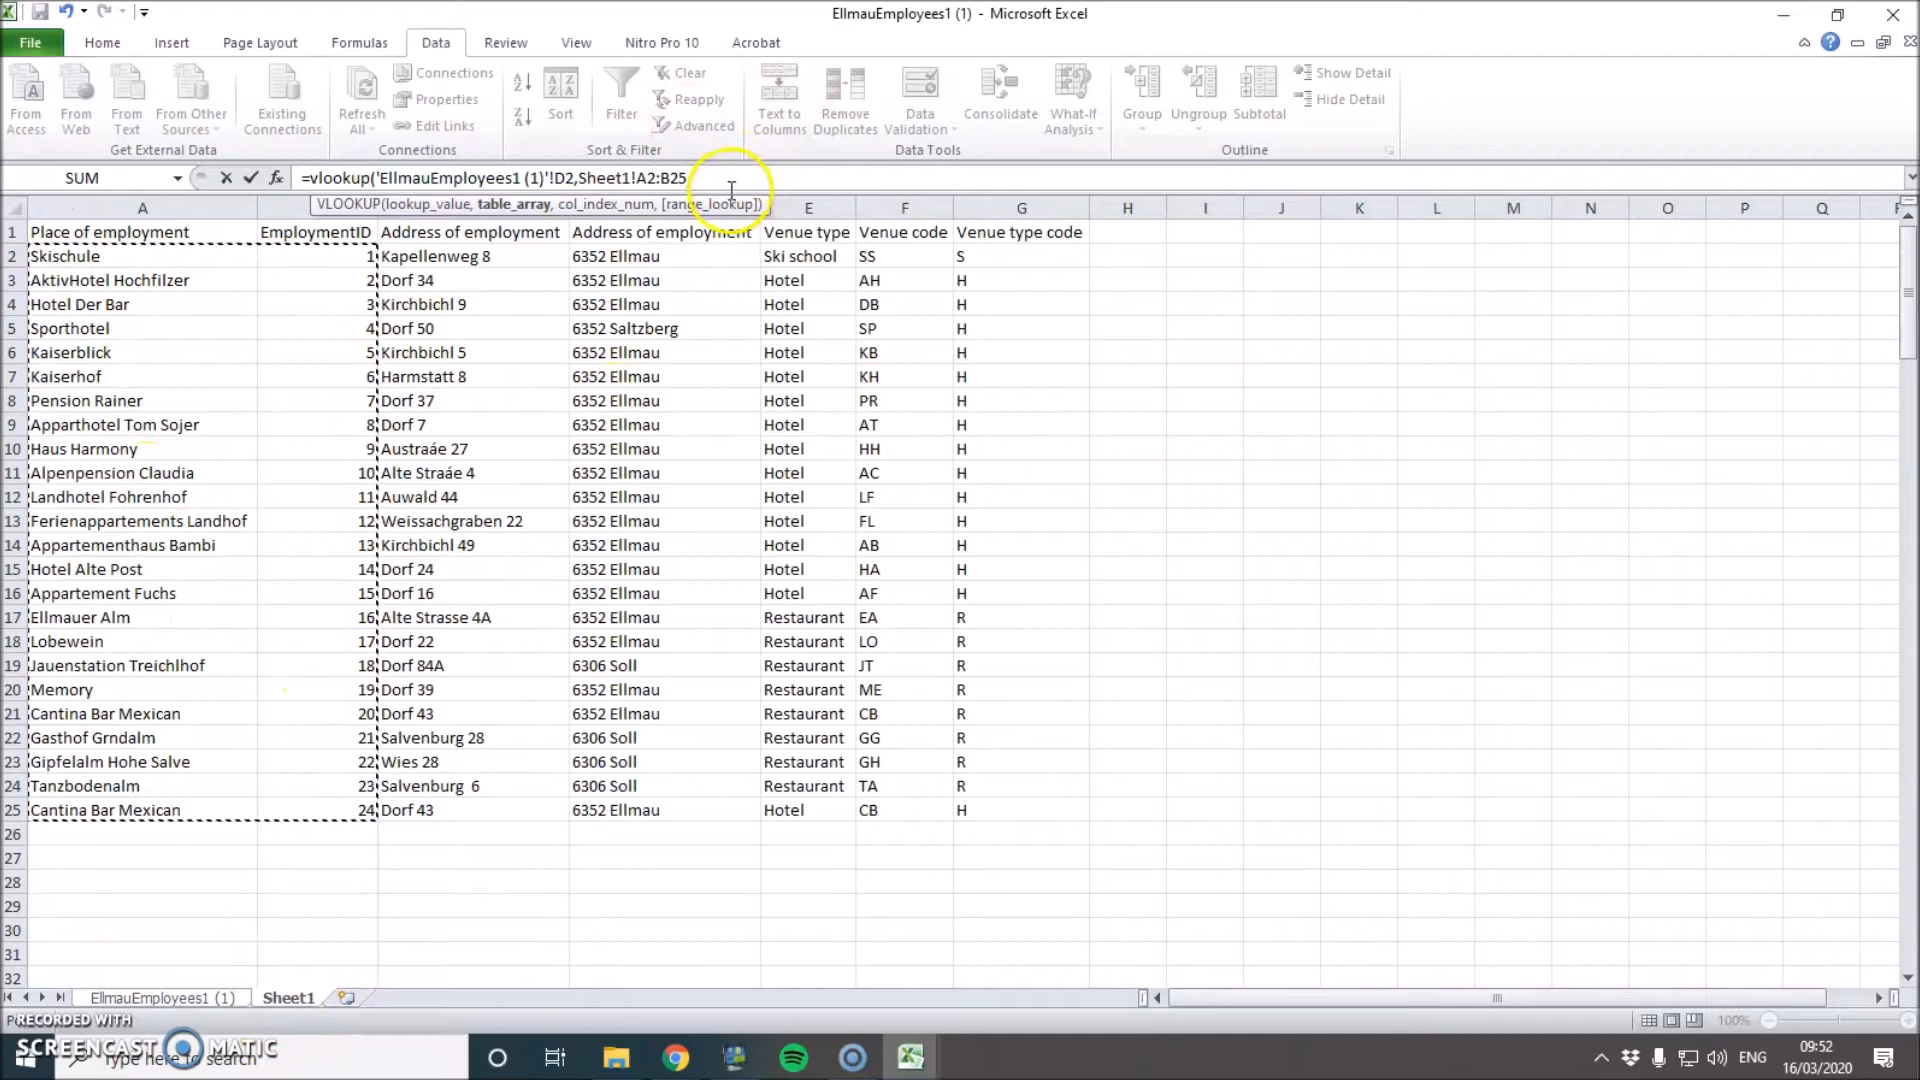 EllmauEmployees1 (1) - Microsoft Excel
File Home Insert Page Layout Formulas Data Review View Nitro Pro 10 Acrobat
From Access
From Web
From Text
From Other Sources
Existing Connections
Get External Data
Refresh All
Connections
Properties
Edit Links
Connections
Sort
Filter
Clear
Reapply
Advanced
Sort & Filter
Text to Columns
Remove Duplicates
Data Validation
Consolidate
What-If Analysis
Data Tools
Group
Ungroup
Subtotal
Show Detail
Hide Detail
Outline
SUM =vlookup('EllmauEmployees1 (1)'!D2,Sheet1!A2:B25
VLOOKUP(lookup_value, table_array, col_index_num, [range_lookup])
A E F G H I J K L M N O P Q
1 Place of employment EmploymentID Address of employment Address of employment Venue type Venue code Venue type code
2 Skischule 1 Kapellenweg 8 6352 Ellmau Ski school SS S
3 AktivHotel Hochfilzer 2 Dorf 34 6352 Ellmau Hotel AH H
4 Hotel Der Bar 3 Kirchbichl 9 6352 Ellmau Hotel DB H
5 Sporthotel 4 Dorf 50 6352 Saltzberg Hotel SP H
6 Kaiserblick 5 Kirchbichl 5 6352 Ellmau Hotel KB H
7 Kaiserhof 6 Harmstatt 8 6352 Ellmau Hotel KH H
8 Pension Rainer 7 Dorf 37 6352 Ellmau Hotel PR H
9 Apparthotel Tom Sojer 8 Dorf 7 6352 Ellmau Hotel AT H
10 Haus Harmony 9 Austraáe 27 6352 Ellmau Hotel HH H
11 Alpenpension Claudia 10 Alte Straáe 4 6352 Ellmau Hotel AC H
12 Landhotel Fohrenhof 11 Auwald 44 6352 Ellmau Hotel LF H
13 Ferienappartements Landhof 12 Weissachgraben 22 6352 Ellmau Hotel FL H
14 Appartementhaus Bambi 13 Kirchbichl 49 6352 Ellmau Hotel AB H
15 Hotel Alte Post 14 Dorf 24 6352 Ellmau Hotel HA H
16 Appartement Fuchs 15 Dorf 16 6352 Ellmau Hotel AF H
17 Ellmauer Alm 16 Alte Strasse 4A 6352 Ellmau Restaurant EA R
18 Lobewein 17 Dorf 22 6352 Ellmau Restaurant LO R
19 Jauenstation Treichlhof 18 Dorf 84A 6306 Soll Restaurant JT R
20 Memory 19 Dorf 39 6352 Ellmau Restaurant ME R
21 Cantina Bar Mexican 20 Dorf 43 6352 Ellmau Restaurant CB R
22 Gasthof Grndalm 21 Salvenburg 28 6306 Soll Restaurant GG R
23 Gipfelalm Hohe Salve 22 Wies 28 6306 Soll Restaurant GH R
24 Tanzbodenalm 23 Salvenburg 6 6306 Soll Restaurant TA R
25 Cantina Bar Mexican 24 Dorf 43 6352 Ellmau Hotel CB H
26
27
28
29
30
31
32
EllmauEmployees1 (1) Sheet1
RECORDED WITH
100%
SCREENCAST MATIC
Type here to search
ENG
09:52
16/03/2020